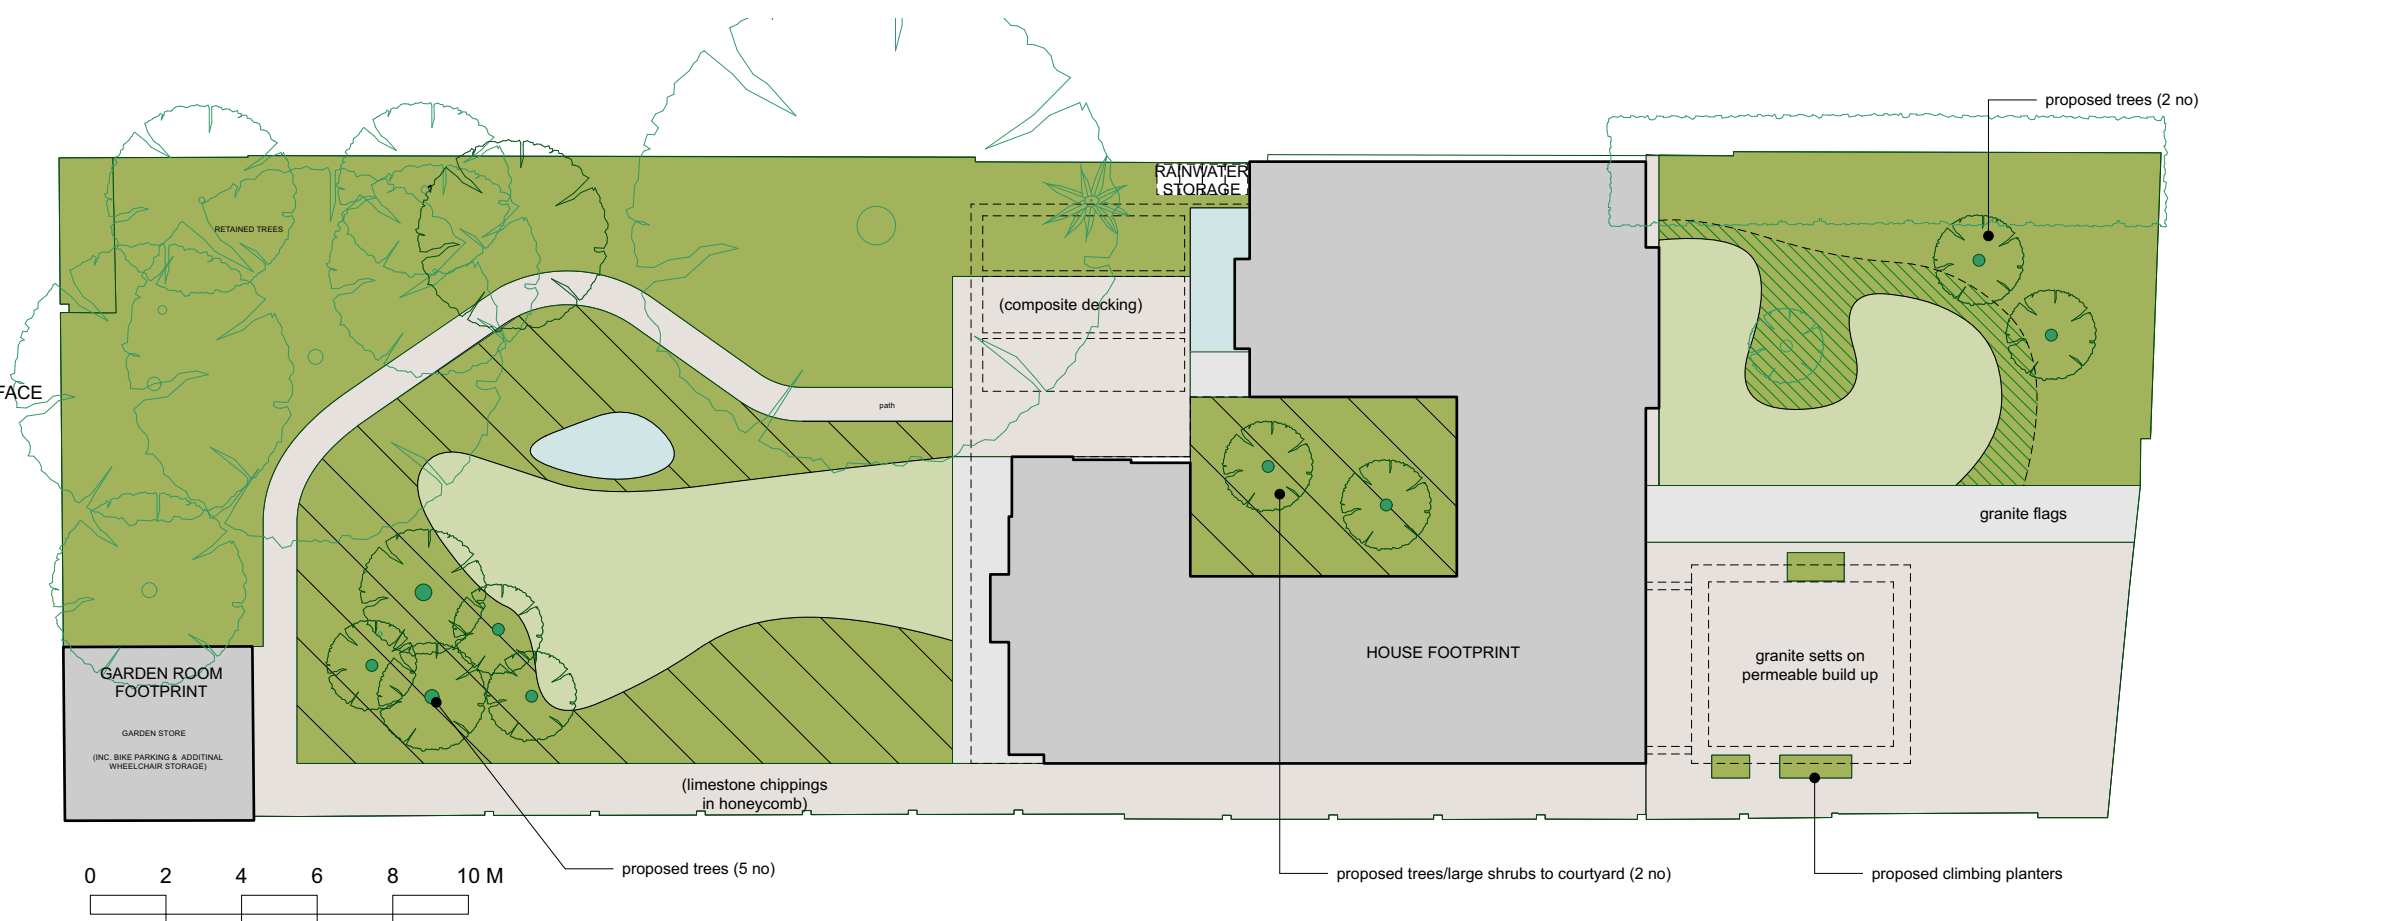 proposed trees (2 no)
RAINWATER
STORAGE
RETAINED TREES
(composite decking)
FACE
path
granite flags
HOUSE FOOTPRINT
granite setts on
permeable build up
GARDEN ROOM
FOOTPRINT
GARDEN STORE
(INC. BIKE PARKING & ADDITINAL
WHEELCHAIR STORAGE)
(limestone chippings
in honeycomb)
proposed trees (5 no)
proposed trees/large shrubs to courtyard (2 no)
proposed climbing planters
0 2 4 6 8 10 M